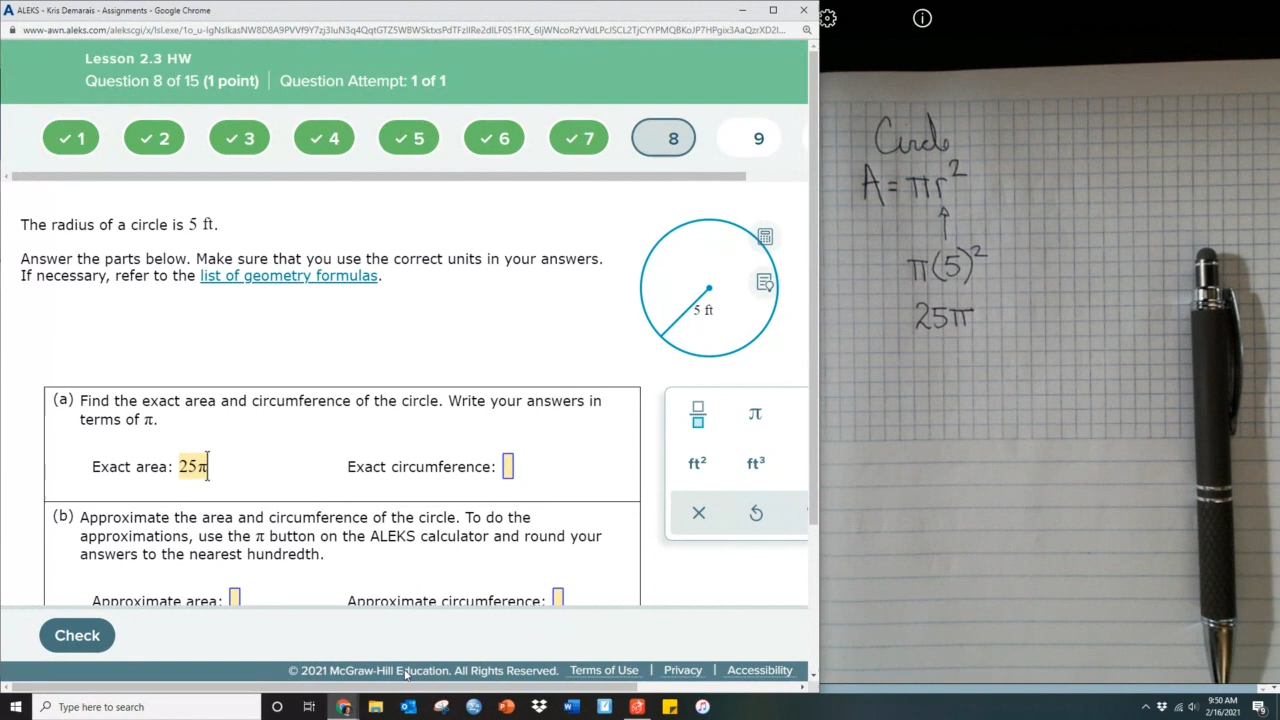 ALEKS - Kris Demarais - Assignments - Google Chrome
Lesson 2.3 HW
Question 8 of 15 (1 point) Question Attempt: 1 of 1
✓ 1 ✓ 2 ✓ 3 ✓ 4 ✓ 5 ✓ 6 ✓ 7 8 9
The radius of a circle is 5 ft.
Answer the parts below. Make sure that you use the correct units in your answers.
If necessary, refer to the list of geometry formulas.
5 ft
(a) Find the exact area and circumference of the circle. Write your answers in
terms of π.
Exact area: 25π Exact circumference:
(b) Approximate the area and circumference of the circle. To do the
approximations, use the π button on the ALEKS calculator and round your
answers to the nearest hundredth.
Approximate area: Approximate circumference:
π
ft² ft³
Check
© 2021 McGraw-Hill Education. All Rights Reserved. Terms of Use | Privacy | Accessibility
Circle
A = πr²
π(5)²
25π
Type here to search
9:50 AM
2/16/2021